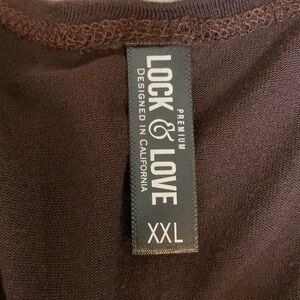 PREMIUM
LOCK & LOVE
DESIGNED IN CALIFORNIA
XXL